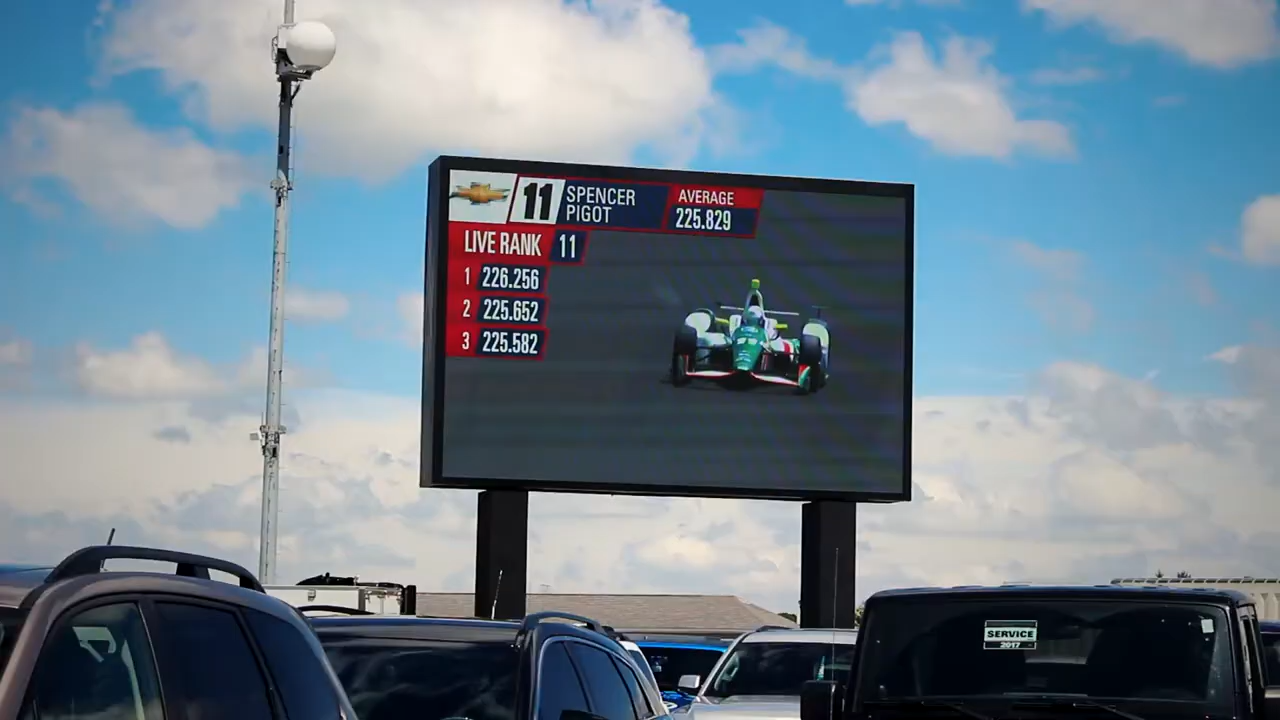 11
SPENCER
PIGOT
AVERAGE
225.829
LIVE RANK 11
1 226.256
2 225.652
3 225.582
SERVICE
2017